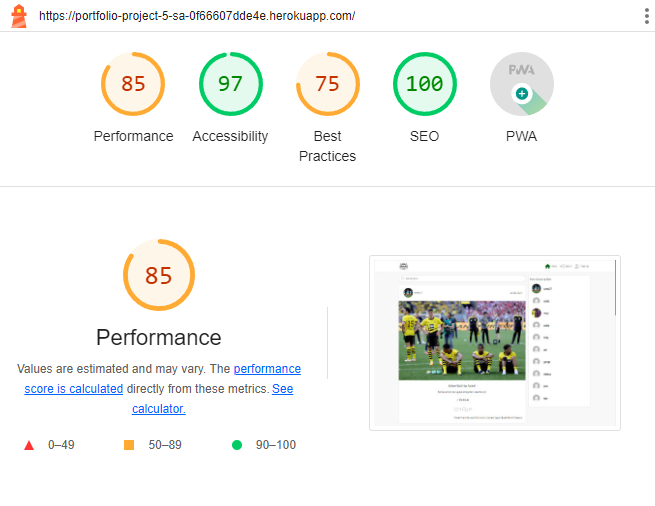 https://portfolio-project-5-sa-0f66607dde4e.herokuapp.com/
85
97
75
100
PWA
Performance
Accessibility
Best
Practices
SEO
PWA
85
Performance
Values are estimated and may vary. The performance
score is calculated directly from these metrics. See
calculator.
0–49
50–89
90–100